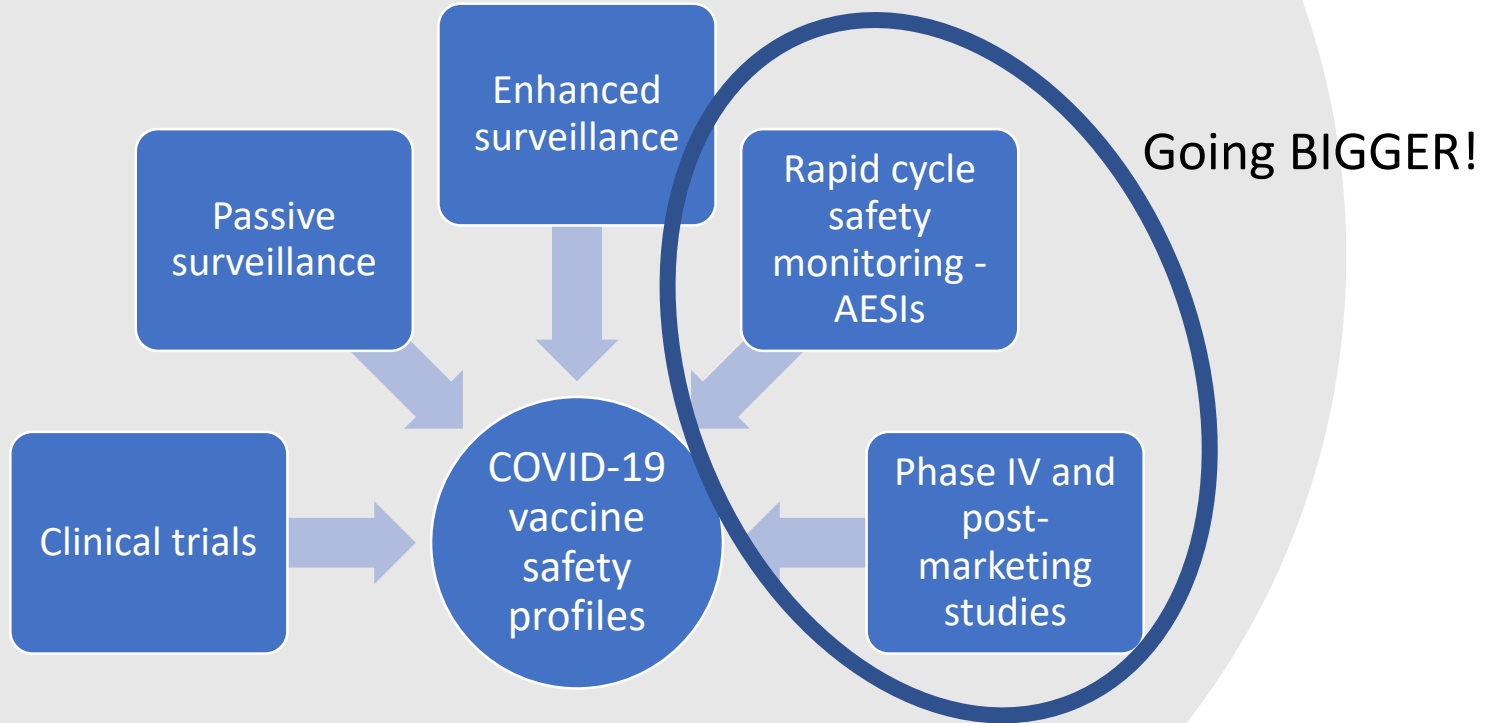 Enhanced
surveillance
Going BIGGER!
Rapid cycle
safety
monitoring -
AESIs
Passive
surveillance
COVID-19
vaccine
safety
profiles
Phase IV and
post-
marketing
studies
Clinical trials